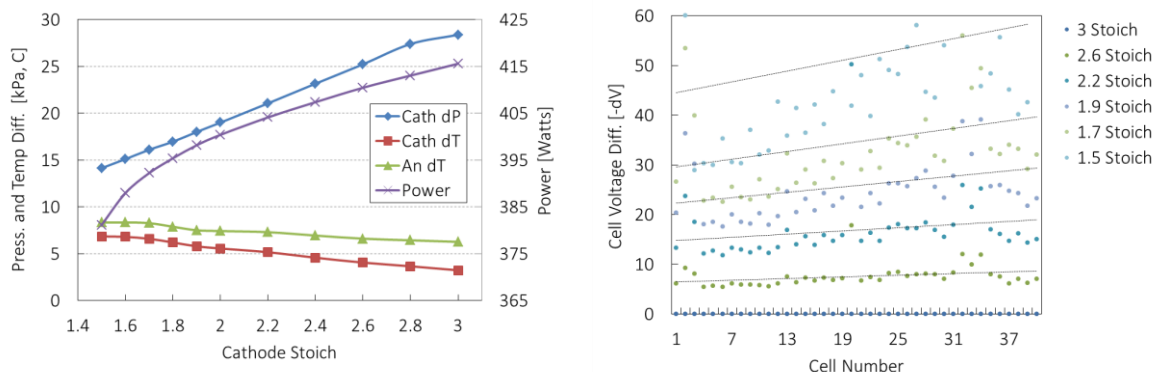 30
25
20
15
10
5
0
Press. and Temp Diff. [kPa, C]
425
415
405
395
385
375
365
Power [Watts]
Cath dP
Cath dT
An dT
Power
1.4 1.6 1.8 2 2.2 2.4 2.6 2.8 3
Cathode Stoich
60
50
40
30
20
10
0
Cell Voltage Diff. [-dV]
1 7 13 19 25 31 37
Cell Number
3 Stoich
2.6 Stoich
2.2 Stoich
1.9 Stoich
1.7 Stoich
1.5 Stoich